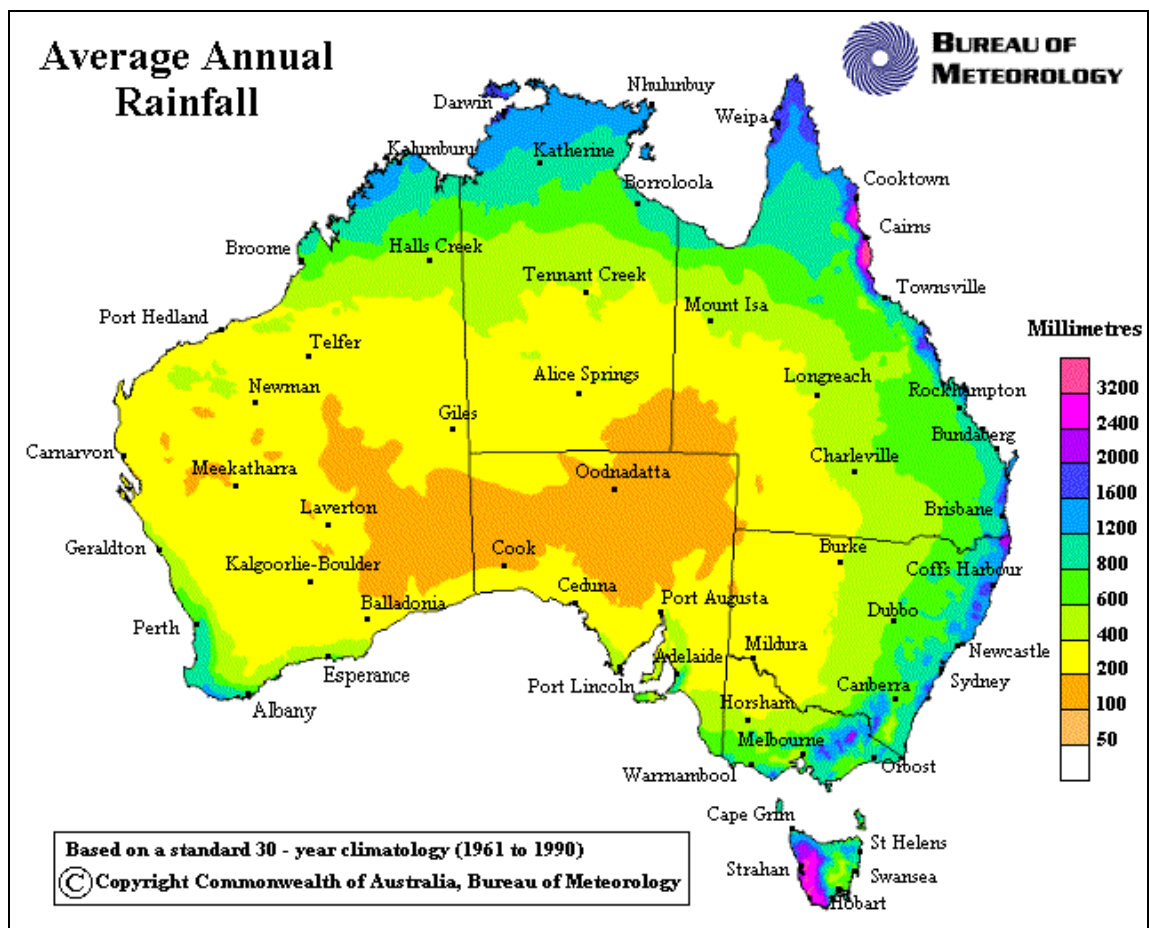 Average Annual
Rainfall
BUREAU OF
METEOROLOGY
Nhulunbuy
Darwin
Weipa
Kalumburu
Katherine
Cooktown
Borroloola
Cairns
Broome
Halls Creek
Tennant Creek
Townsville
Mount Isa
Port Hedland
Millimetres
Telfer
Alice Springs
Longreach
Newman
Rockhampton
3200
Giles
2400
Bundaberg
Carnarvon
Meekatharra
Oodnadatta
Charleville
2000
1600
Laverton
Brisbane
1200
Geraldton
Cook
Burke
800
Kalgoorlie-Boulder
Ceduna
Coffs Harbour
600
Balladonia
Port Augusta
Dubbo
Perth
400
Mildura
Newcastle
Adelaide
200
Esperance
Port Lincoln
Canberra
Sydney
Albany
Horsham
100
Melbourne
50
Warrnambool
Orbost
Cape Grim
St Helens
Strahan
Swansea
Hobart
Based on a standard 30 - year climatology (1961 to 1990)
© Copyright Commonwealth of Australia, Bureau of Meteorology